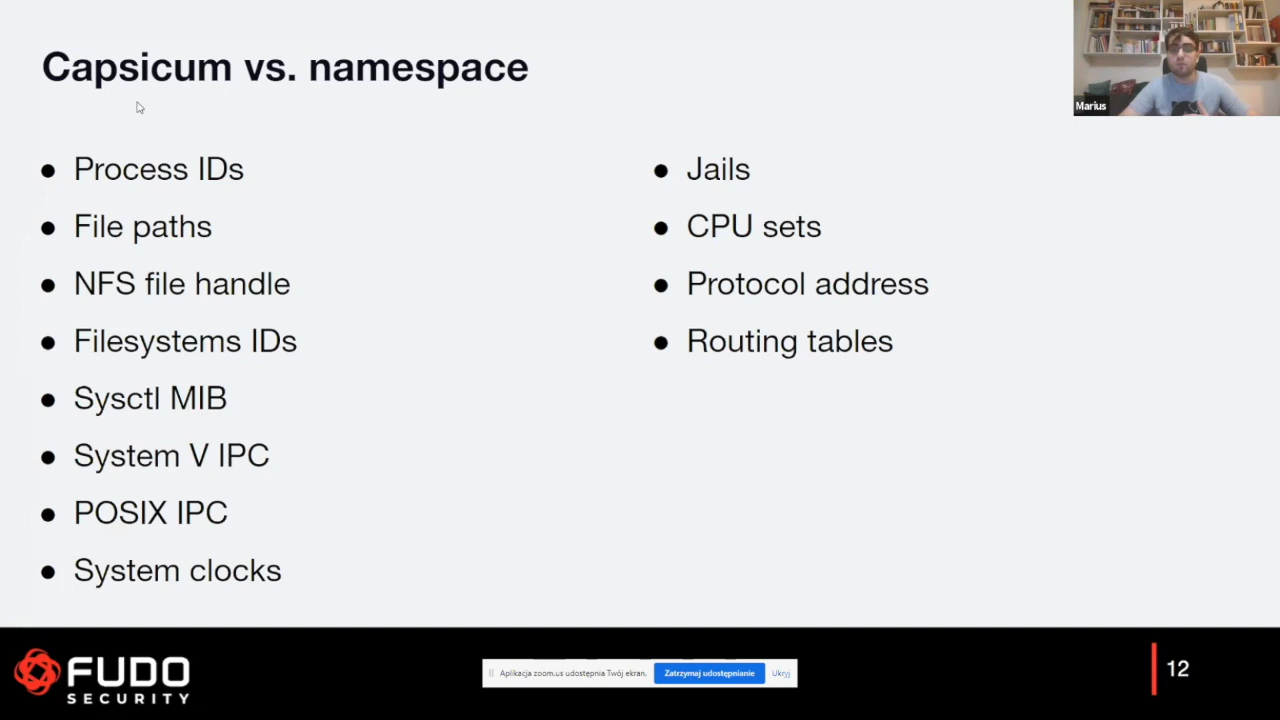 Capsicum vs. namespace
Marius
● Process IDs
● File paths
● NFS file handle
● Filesystems IDs
● Sysctl MIB
● System V IPC
● POSIX IPC
● System clocks
● Jails
● CPU sets
● Protocol address
● Routing tables
FUDO
SECURITY
Aplikacja zoom.us udostępnia Twój ekran. Zatrzymaj udostępnianie Ukryj
12